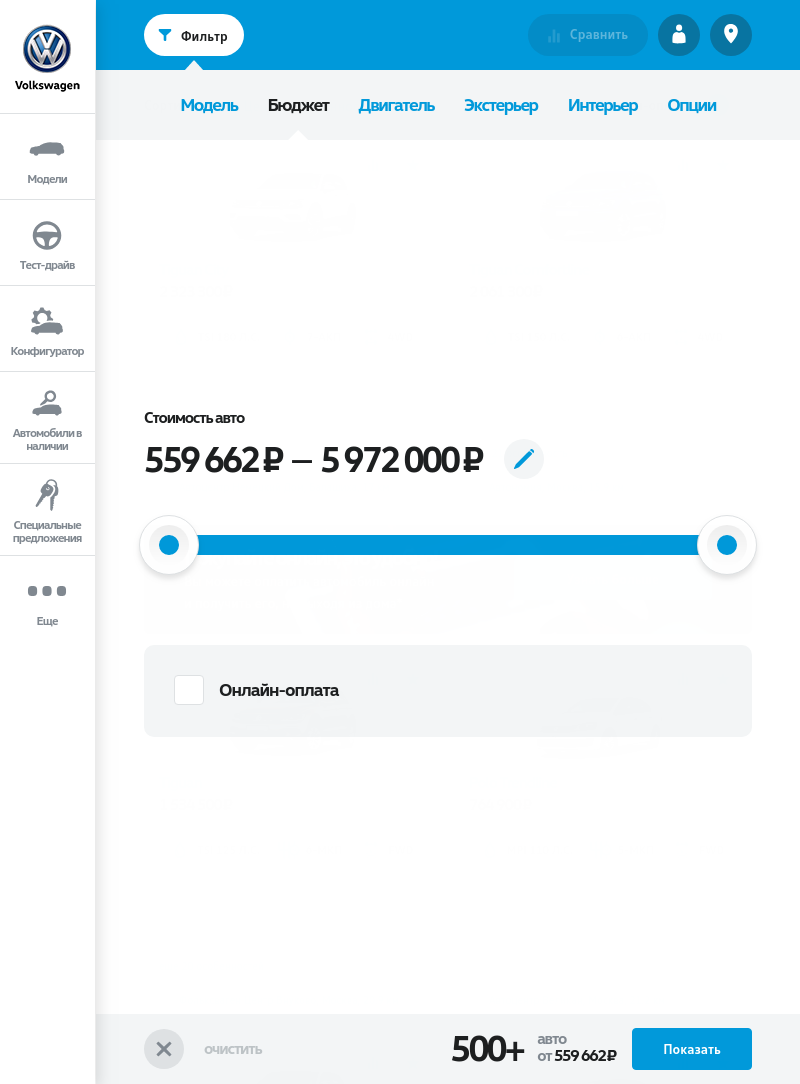 Volkswagen
Модели
Тест-драйв
Конфигуратор
Автомобили в
наличии
Специальные
предложения
Еще
Фильтр
Сравнить
Модель Бюджет Двигатель Экстерьер Интерьер Опции
Стоимость авто
559 662 ₽ — 5 972 000 ₽
Онлайн-оплата
ОЧИСТИТЬ
500+
авто
от 559 662 ₽
Показать